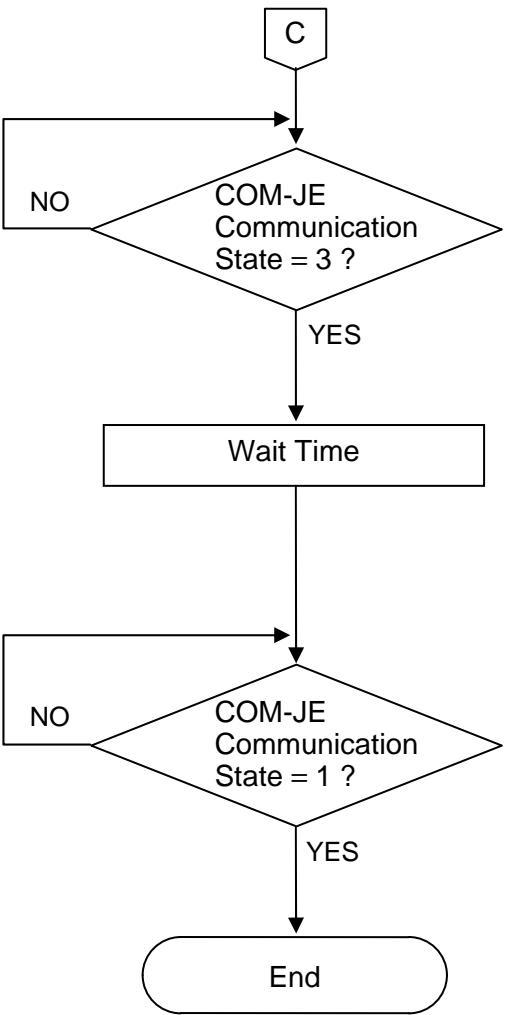 C
NO
COM-JE
Communication
State = 3 ?
YES
Wait Time
NO
COM-JE
Communication
State = 1 ?
YES
End